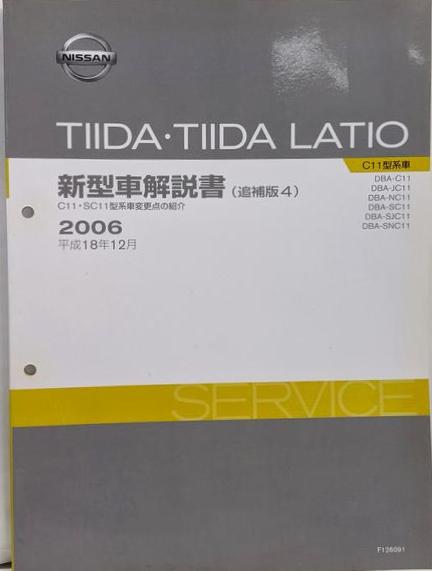 NISSAN
TIIDA・TIIDA LATIO
C11型系車
新型車解説書(追補版4)
C11・SC11型系車変更点の紹介
2006
平成18年12月
DBA-C11
DBA-JC11
DBA-NC11
DBA-SC11
DBA-SJC11
DBA-SNC11
SERVICE
F126091